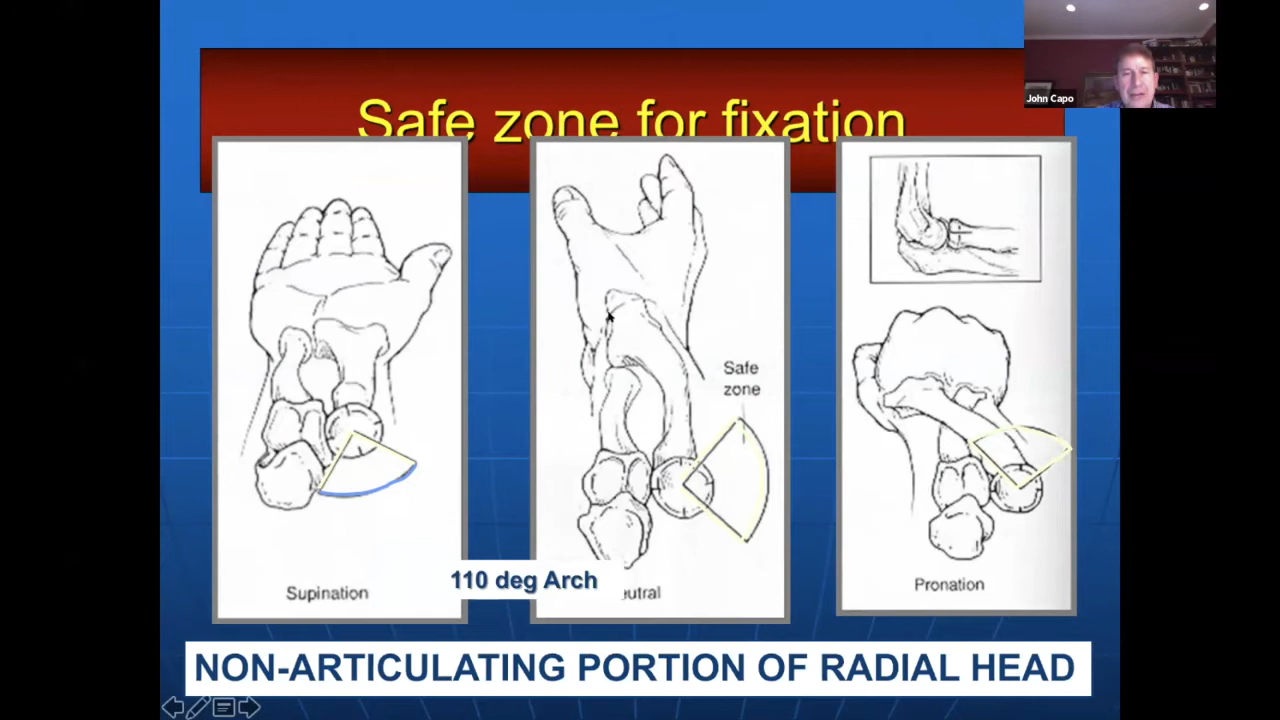 John Capo
Safe zone for fixation
Safe
zone
Supination
110 deg Arch
eutral
Pronation
NON-ARTICULATING PORTION OF RADIAL HEAD